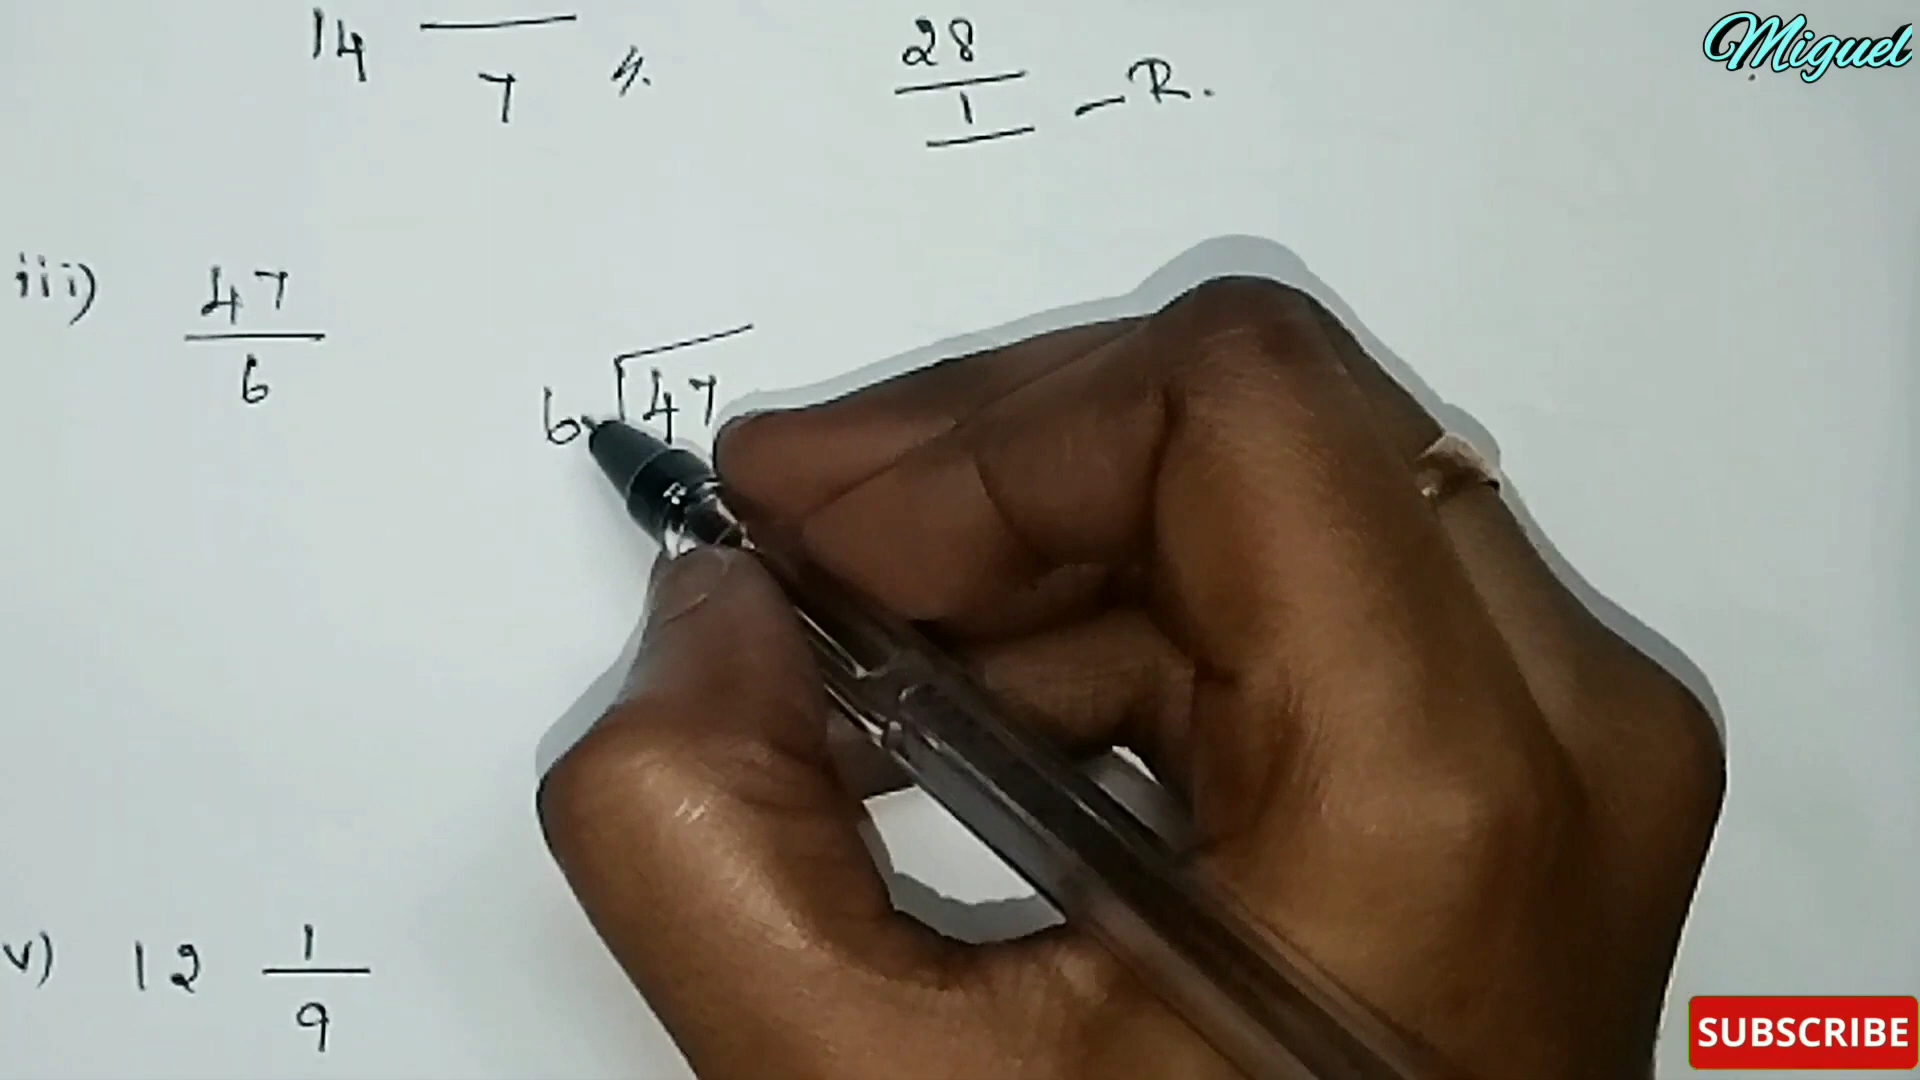 Miguel
14 — 7
28
1 – R.
iii) 47/6
6 47
v) 12 1/9
SUBSCRIBE